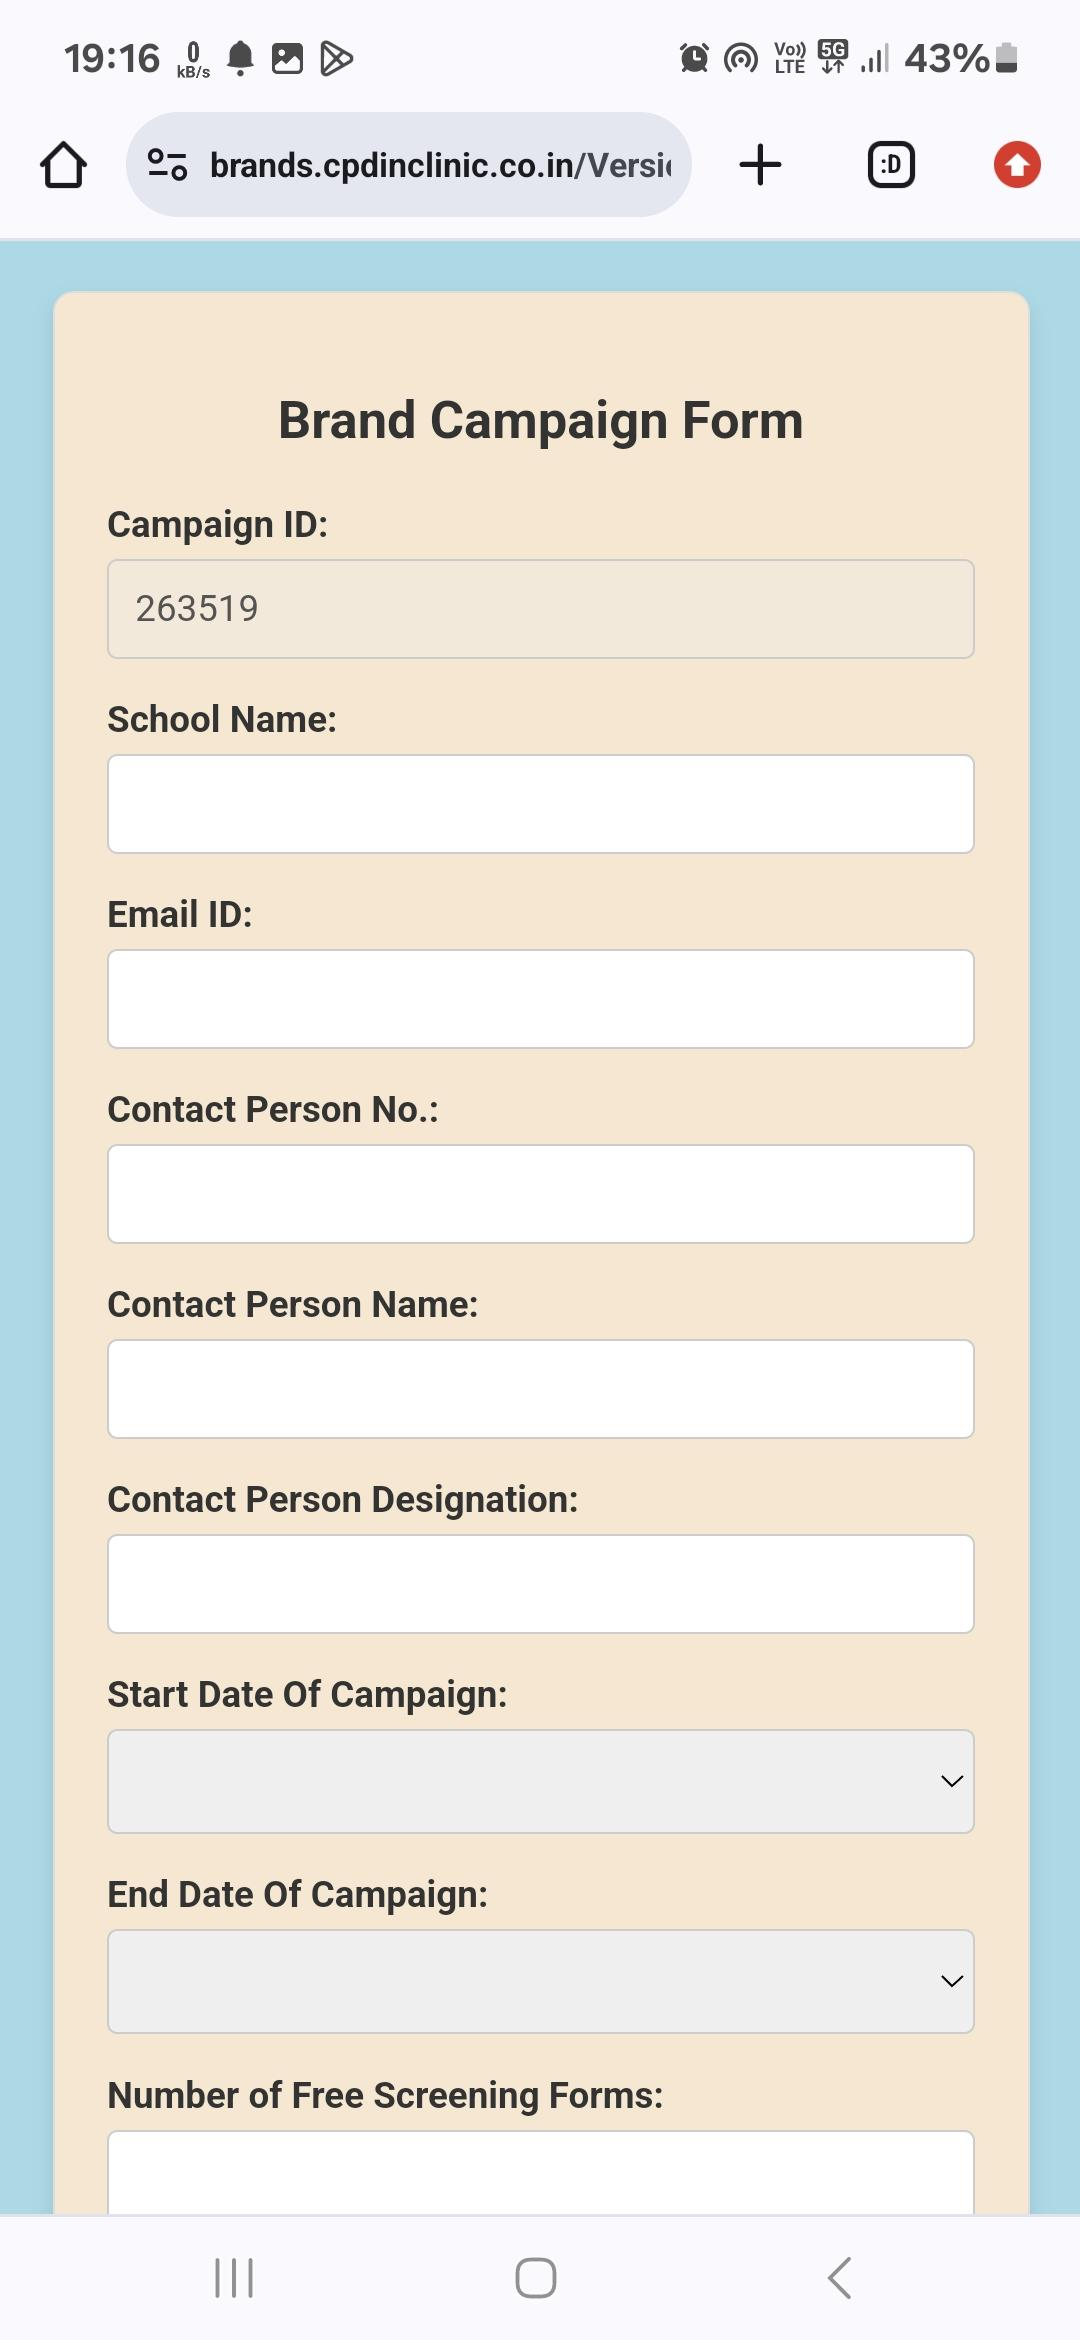 19:16 0 kB/s Vo)) LTE 5G 43%
brands.cpdinclinic.co.in/Versi
:D
Brand Campaign Form
Campaign ID:
263519
School Name:
Email ID:
Contact Person No.:
Contact Person Name:
Contact Person Designation:
Start Date Of Campaign:
End Date Of Campaign:
Number of Free Screening Forms: